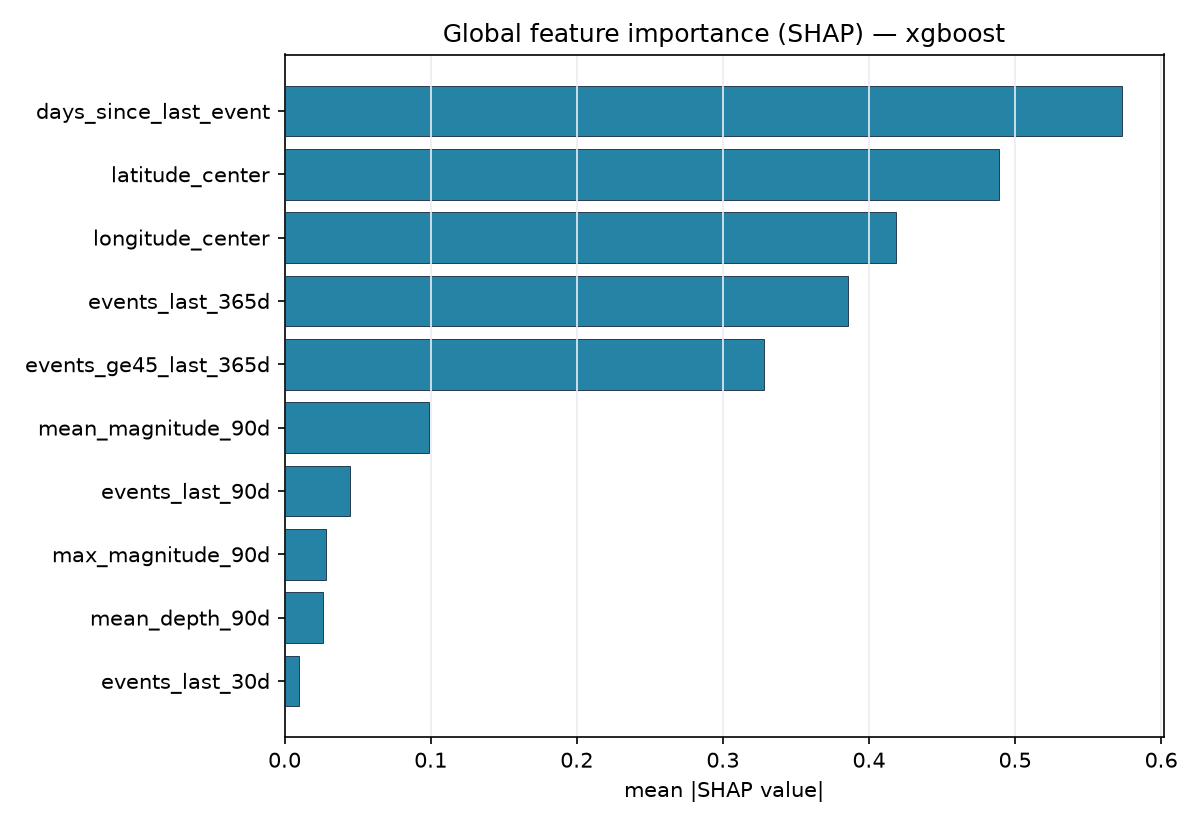 Global feature importance (SHAP) — xgboost
days_since_last_event
latitude_center
longitude_center
events_last_365d
events_ge45_last_365d
mean_magnitude_90d
events_last_90d
max_magnitude_90d
mean_depth_90d
events_last_30d
0.0 0.1 0.2 0.3 0.4 0.5 0.6
mean |SHAP value|